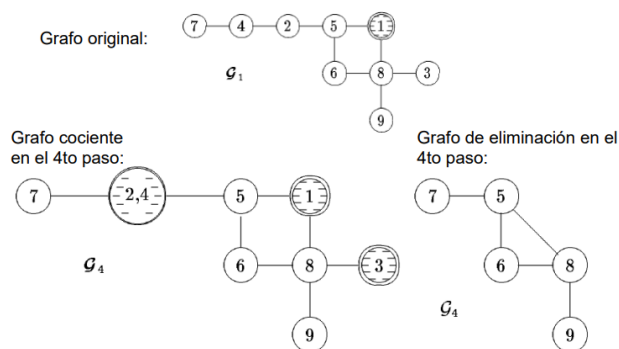 Grafo original:
7 4 2 5 1
6 8 3
9
𝒢₁
Grafo cociente
en el 4to paso:
7 2,4 5 1
6 8 3
9
𝒢₄
Grafo de eliminación en el
4to paso:
7 5
6 8
9
𝒢₄